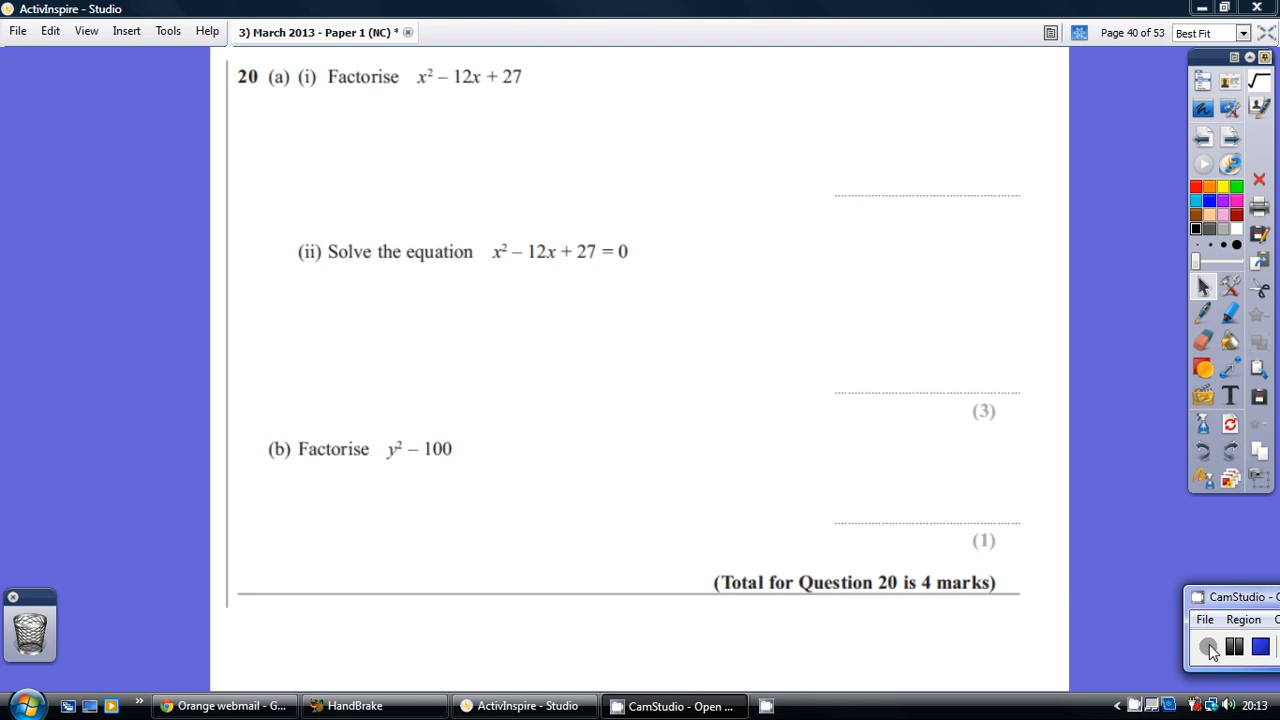 ActivInspire - Studio
File Edit View Insert Tools Help
3) March 2013 - Paper 1 (NC) *
Page 40 of 53
Best Fit
20 (a) (i) Factorise x² – 12x + 27
(ii) Solve the equation x² – 12x + 27 = 0
(3)
(b) Factorise y² – 100
(1)
(Total for Question 20 is 4 marks)
CamStudio -
File Region
Orange webmail - G...
HandBrake
ActivInspire - Studio
CamStudio - Open ...
20:13